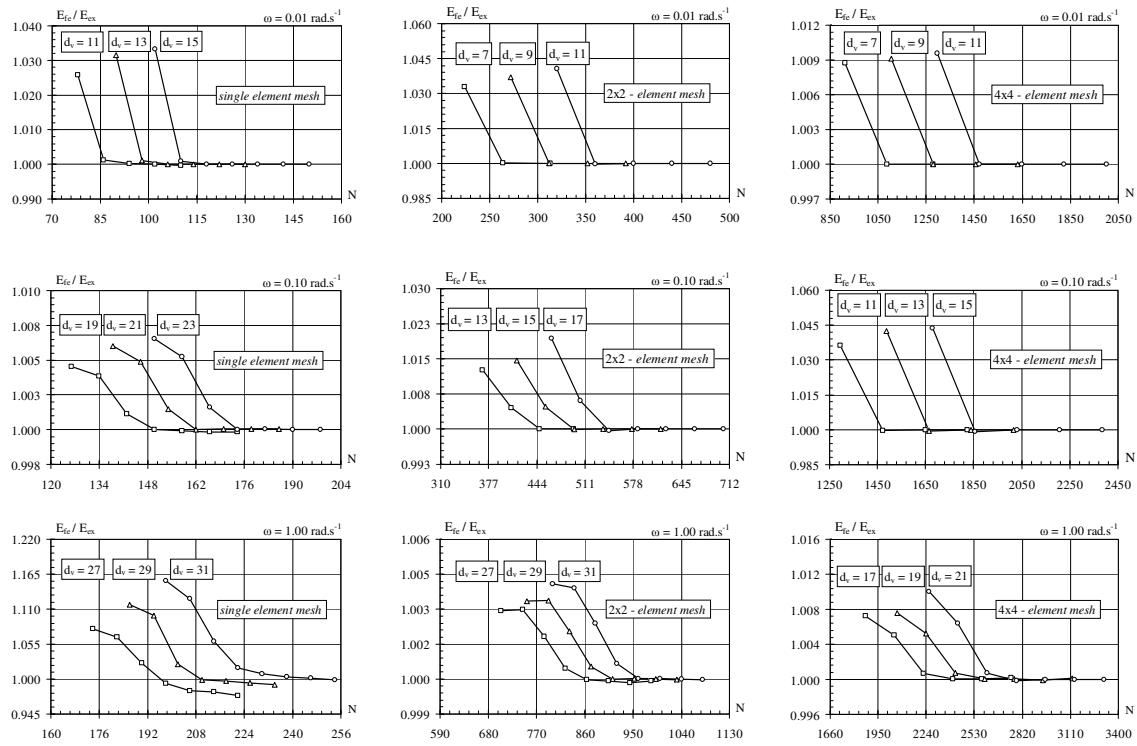 E_fe / E_ex ω = 0.01 rad.s⁻¹
1.040
d_v = 11 d_v = 13 d_v = 15
1.030
1.020
single element mesh
1.010
1.000
0.990
N
70 85 100 115 130 145 160
E_fe / E_ex ω = 0.01 rad.s⁻¹
1.060
d_v = 7 d_v = 9 d_v = 11
1.045
1.030
2x2 - element mesh
1.015
1.000
0.985
N
200 250 300 350 400 450 500
E_fe / E_ex ω = 0.01 rad.s⁻¹
1.012
d_v = 7 d_v = 9 d_v = 11
1.009
1.006
4x4 - element mesh
1.003
1.000
0.997
N
850 1050 1250 1450 1650 1850 2050
E_fe / E_ex ω = 0.10 rad.s⁻¹
1.010
1.008
d_v = 19 d_v = 21 d_v = 23
1.005
single element mesh
1.003
1.000
0.998
N
120 134 148 162 176 190 204
E_fe / E_ex ω = 0.10 rad.s⁻¹
1.030
1.023
d_v = 13 d_v = 15 d_v = 17
1.015
2x2 - element mesh
1.008
1.000
0.993
N
310 377 444 511 578 645 712
E_fe / E_ex ω = 0.10 rad.s⁻¹
1.060
d_v = 11 d_v = 13 d_v = 15
1.045
1.030
4x4 - element mesh
1.015
1.000
0.985
N
1250 1450 1650 1850 2050 2250 2450
E_fe / E_ex ω = 1.00 rad.s⁻¹
1.220
d_v = 27 d_v = 29 d_v = 31
1.165
1.110
single element mesh
1.055
1.000
0.945
N
160 176 192 208 224 240 256
E_fe / E_ex ω = 1.00 rad.s⁻¹
1.006
d_v = 27 d_v = 29 d_v = 31
1.005
1.003
2x2 - element mesh
1.002
1.000
0.999
N
590 680 770 860 950 1040 1130
E_fe / E_ex ω = 1.00 rad.s⁻¹
1.016
d_v = 17 d_v = 19 d_v = 21
1.012
1.008
4x4 - element mesh
1.004
1.000
0.996
N
1660 1950 2240 2530 2820 3110 3400